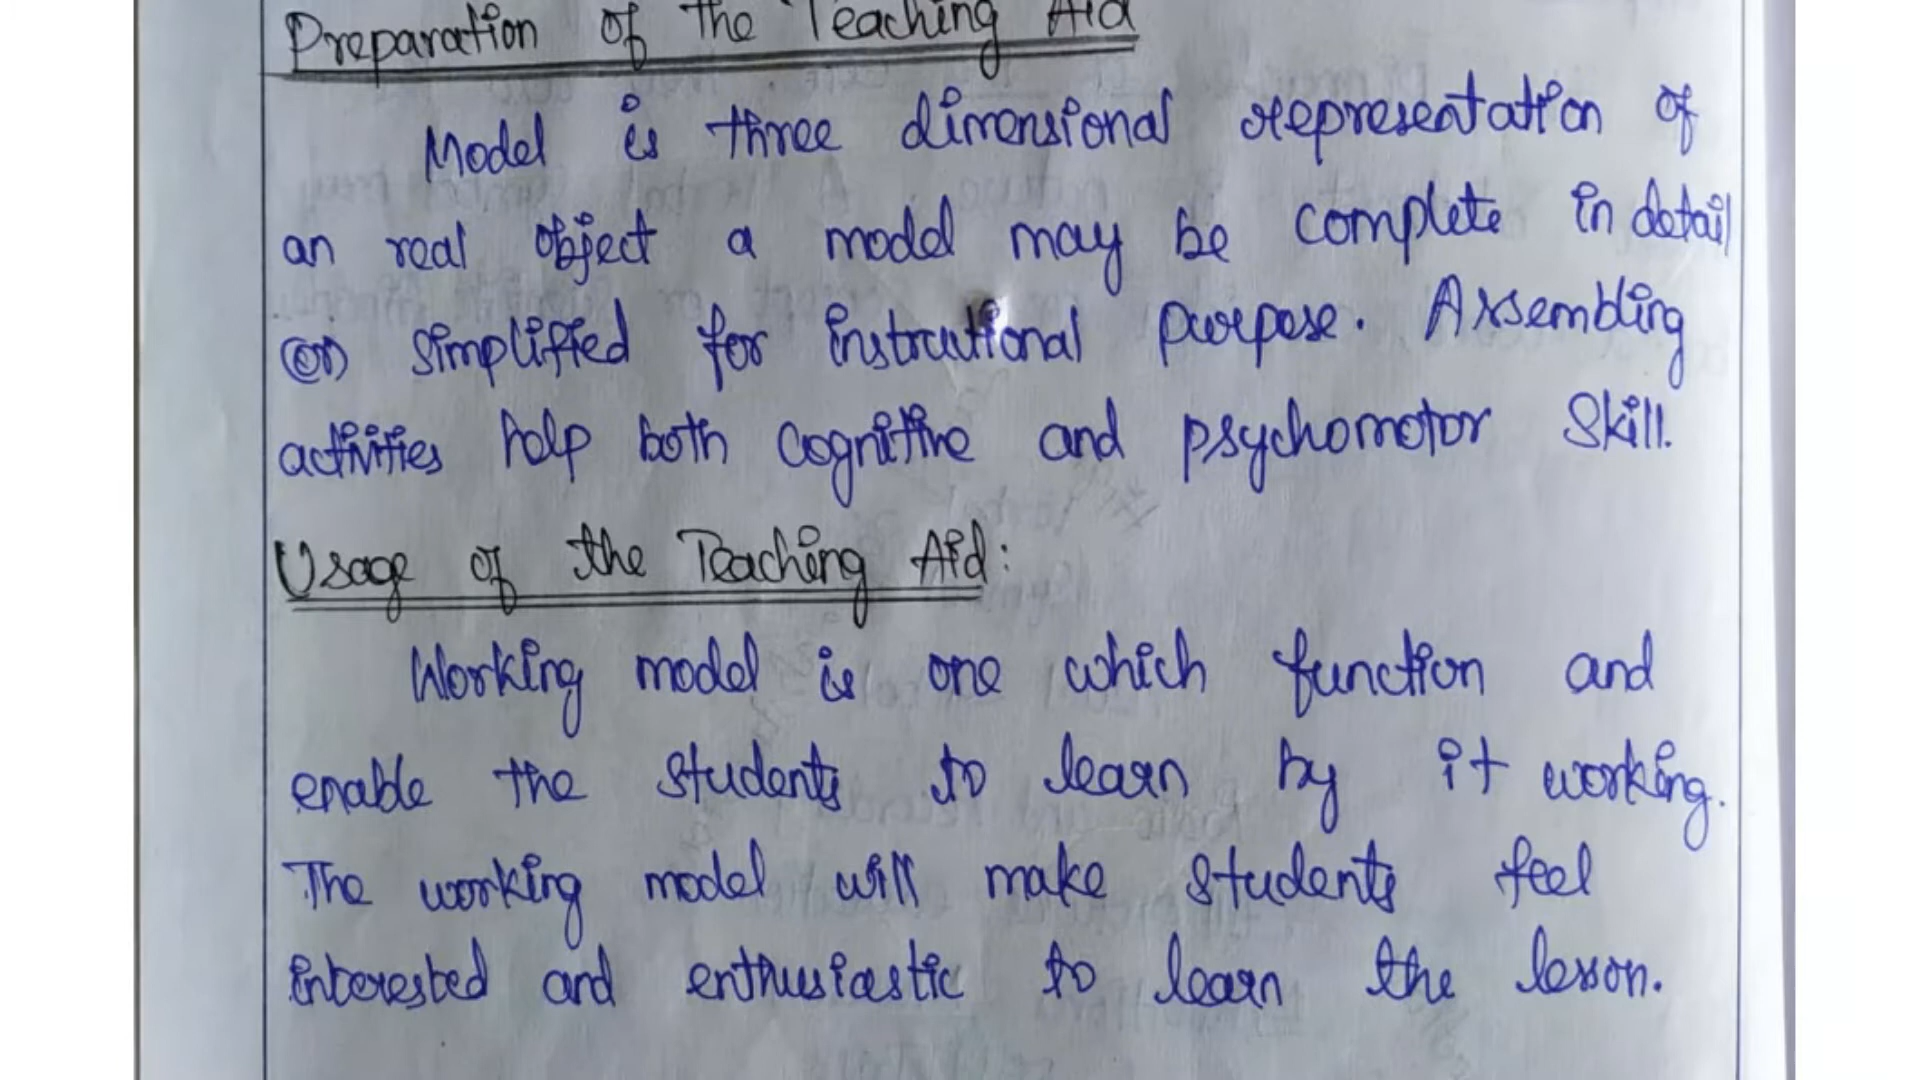 Preparation of the Teaching Aid
Model is three dimensional representation of
an real object a model may be complete in detail
(or) simplified for instructional purpose. Assembling
activities help both cognitive and psychomotor skill.
Usage of the Teaching Aid:
Working model is one which function and
enable the students to learn by it working.
The working model will make students feel
interested and enthusiastic to learn the lesson.